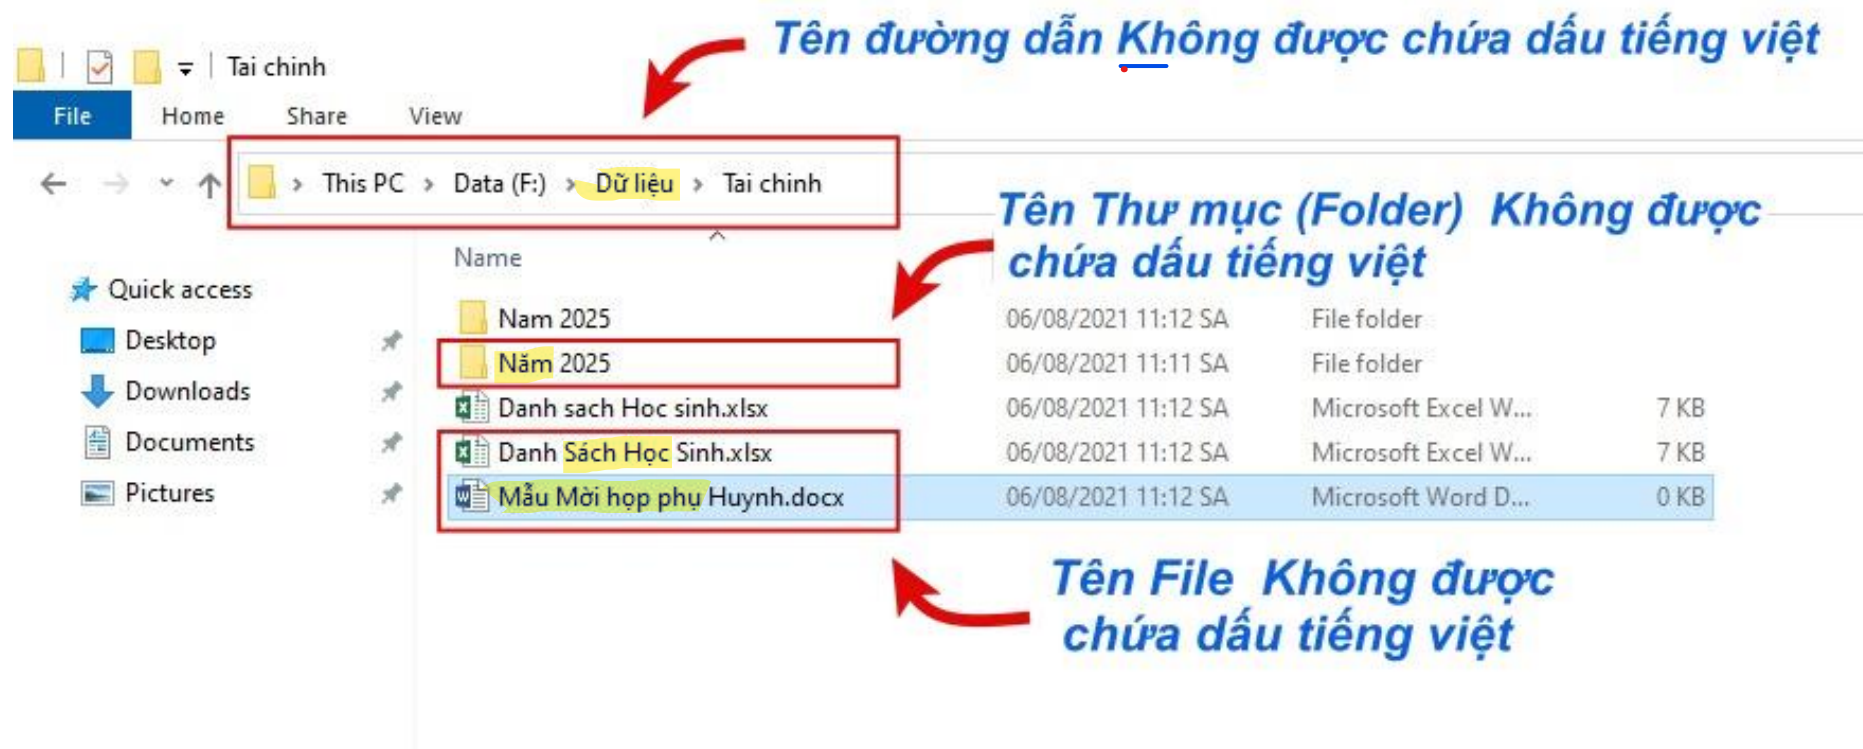 Tên đường dẫn Không được chứa dấu tiếng việt
Tai chinh
File Home Share View
This PC > Data (F:) > Dữ liệu > Tai chinh
Tên Thư mục (Folder) Không được
chứa dấu tiếng việt
Name
Quick access
Desktop
Downloads
Documents
Pictures
Nam 2025 06/08/2021 11:12 SA File folder
Năm 2025 06/08/2021 11:11 SA File folder
Danh sach Hoc sinh.xlsx 06/08/2021 11:12 SA Microsoft Excel W... 7 KB
Danh Sách Học Sinh.xlsx 06/08/2021 11:12 SA Microsoft Excel W... 7 KB
Mẫu Mời họp phụ Huynh.docx 06/08/2021 11:12 SA Microsoft Word D... 0 KB
Tên File Không được
chứa dấu tiếng việt